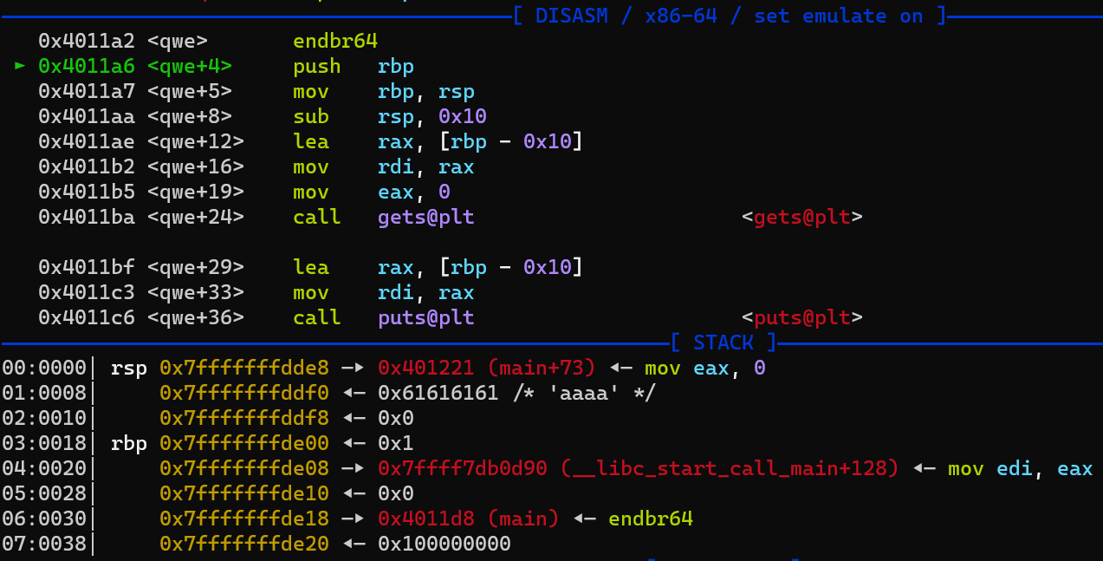 [ DISASM / x86-64 / set emulate on ]
0x4011a2 <qwe> endbr64
► 0x4011a6 <qwe+4> push rbp
0x4011a7 <qwe+5> mov rbp, rsp
0x4011aa <qwe+8> sub rsp, 0x10
0x4011ae <qwe+12> lea rax, [rbp - 0x10]
0x4011b2 <qwe+16> mov rdi, rax
0x4011b5 <qwe+19> mov eax, 0
0x4011ba <qwe+24> call gets@plt <gets@plt>
0x4011bf <qwe+29> lea rax, [rbp - 0x10]
0x4011c3 <qwe+33> mov rdi, rax
0x4011c6 <qwe+36> call puts@plt <puts@plt>
[ STACK ]
00:0000│ rsp 0x7fffffffdde8 —▸ 0x401221 (main+73) ◂— mov eax, 0
01:0008│ 0x7fffffffddf0 ◂— 0x61616161 /* 'aaaa' */
02:0010│ 0x7fffffffddf8 ◂— 0x0
03:0018│ rbp 0x7fffffffde00 ◂— 0x1
04:0020│ 0x7fffffffde08 —▸ 0x7ffff7db0d90 (__libc_start_call_main+128) ◂— mov edi, eax
05:0028│ 0x7fffffffde10 ◂— 0x0
06:0030│ 0x7fffffffde18 —▸ 0x4011d8 (main) ◂— endbr64
07:0038│ 0x7fffffffde20 ◂— 0x100000000